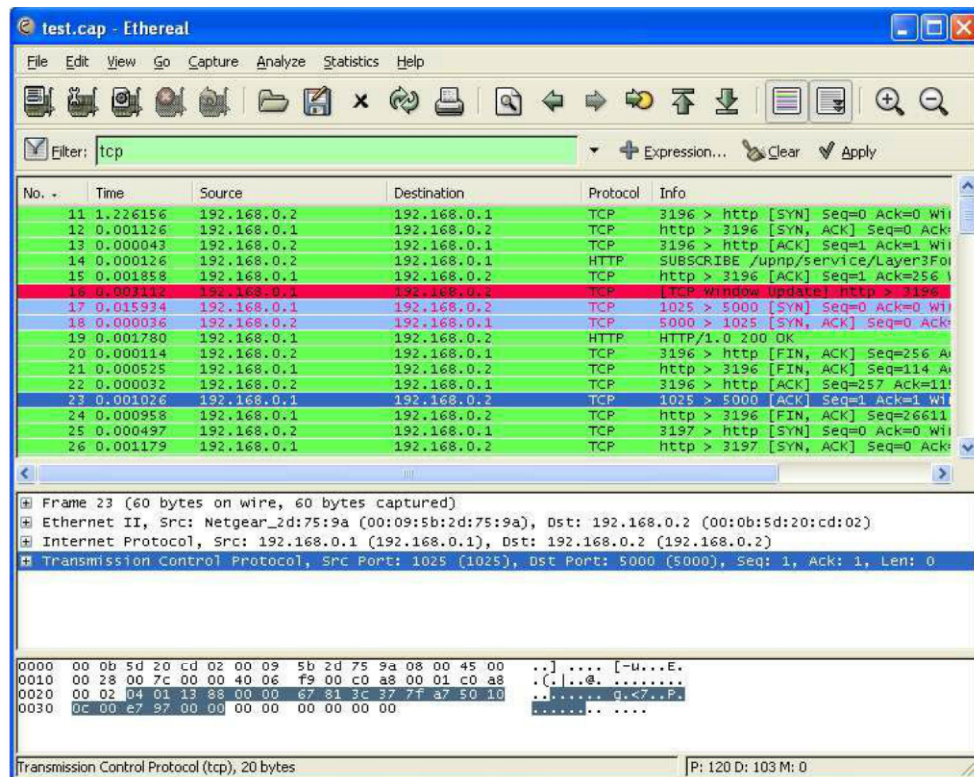 test.cap - Ethereal
File Edit View Go Capture Analyze Statistics Help
Filter: tcp Expression... Clear Apply
No. - Time Source Destination Protocol Info
11 1.226156 192.168.0.2 192.168.0.1 TCP 3196 > http [SYN] Seq=0 Ack=0 Wi
12 0.001126 192.168.0.1 192.168.0.2 TCP http > 3196 [SYN, ACK] Seq=0 Ack
13 0.000043 192.168.0.2 192.168.0.1 TCP 3196 > http [ACK] Seq=1 Ack=1 Wi
14 0.000126 192.168.0.2 192.168.0.1 HTTP SUBSCRIBE /upnp/service/Layer3Fo
15 0.001858 192.168.0.1 192.168.0.2 TCP http > 3196 [ACK] Seq=1 Ack=256
16 0.003112 192.168.0.1 192.168.0.2 TCP [TCP Window Update] http > 3196
17 0.015934 192.168.0.1 192.168.0.2 TCP 1025 > 5000 [SYN] Seq=0 Ack=0 Wi
18 0.000036 192.168.0.2 192.168.0.1 TCP 5000 > 1025 [SYN, ACK] Seq=0 Ack
19 0.001780 192.168.0.1 192.168.0.2 HTTP HTTP/1.0 200 OK
20 0.000114 192.168.0.2 192.168.0.1 TCP 3196 > http [FIN, ACK] Seq=256 A
21 0.000525 192.168.0.1 192.168.0.2 TCP http > 3196 [FIN, ACK] Seq=114 A
22 0.000032 192.168.0.2 192.168.0.1 TCP 3196 > http [ACK] Seq=257 Ack=11
23 0.001026 192.168.0.1 192.168.0.2 TCP 1025 > 5000 [ACK] Seq=1 Ack=1 Wi
24 0.000958 192.168.0.1 192.168.0.2 TCP http > 3196 [FIN, ACK] Seq=26611
25 0.000497 192.168.0.2 192.168.0.1 TCP 3197 > http [SYN] Seq=0 Ack=0 Wi
26 0.001179 192.168.0.1 192.168.0.2 TCP http > 3197 [SYN, ACK] Seq=0 Ack
Frame 23 (60 bytes on wire, 60 bytes captured)
Ethernet II, Src: Netgear_2d:75:9a (00:09:5b:2d:75:9a), Dst: 192.168.0.2 (00:0b:5d:20:cd:02)
Internet Protocol, Src: 192.168.0.1 (192.168.0.1), Dst: 192.168.0.2 (192.168.0.2)
Transmission Control Protocol, Src Port: 1025 (1025), Dst Port: 5000 (5000), Seq: 1, Ack: 1, Len: 0
0000 00 0b 5d 20 cd 02 00 09 5b 2d 75 9a 08 00 45 00 ..] .... [-u...E.
0010 00 28 00 7c 00 00 40 06 f9 00 c0 a8 00 01 c0 a8 .(.|..@. ........
0020 00 02 04 01 13 88 00 00 67 81 3c 37 7f a7 50 10 ........ g.<7..P.
0030 0c 00 e7 97 00 00 00 00 00 00 00 00 ........ ....
Transmission Control Protocol (tcp), 20 bytes P: 120 D: 103 M: 0